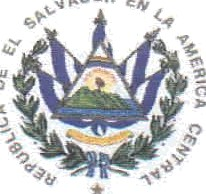 REPUBLICA DE EL SALVADOR EN LA AMERICA CENTRAL